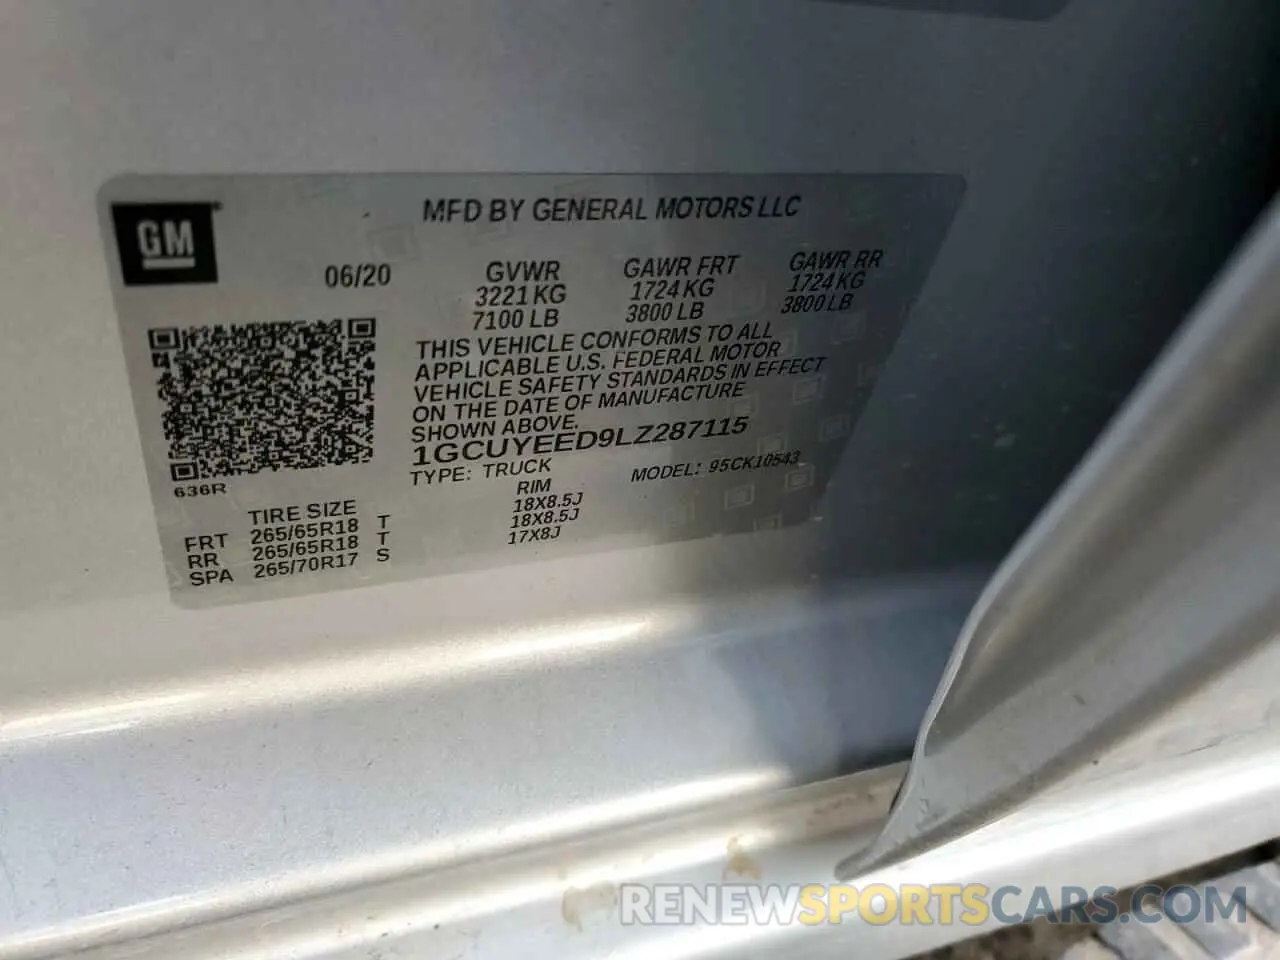 GM
MFD BY GENERAL MOTORS LLC
06/20
GVWR GAWR FRT GAWR RR
3221 KG 1724 KG 1724 KG
7100 LB 3800 LB 3800 LB
THIS VEHICLE CONFORMS TO ALL
APPLICABLE U.S. FEDERAL MOTOR
VEHICLE SAFETY STANDARDS IN EFFECT
ON THE DATE OF MANUFACTURE
SHOWN ABOVE.
1GCUYEED9LZ287115
TYPE: TRUCK MODEL: 95CK10543
636R
TIRE SIZE RIM
FRT 265/65R18 T 18X8.5J
RR 265/65R18 T 18X8.5J
SPA 265/70R17 S 17X8J
RENEWSPORTSCARS.COM